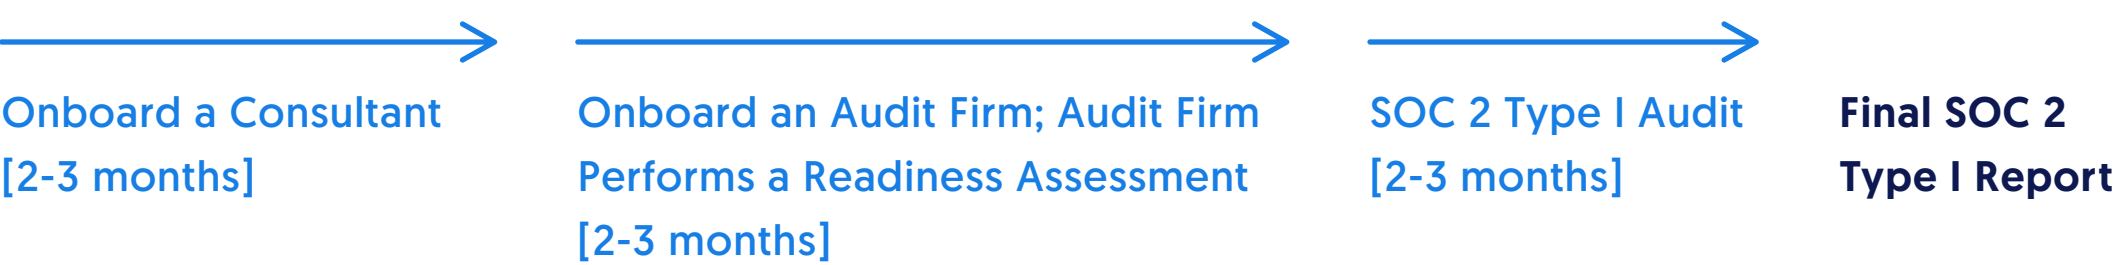 Onboard a Consultant
[2-3 months]
Onboard an Audit Firm; Audit Firm
Performs a Readiness Assessment
[2-3 months]
SOC 2 Type I Audit
[2-3 months]
Final SOC 2
Type I Report